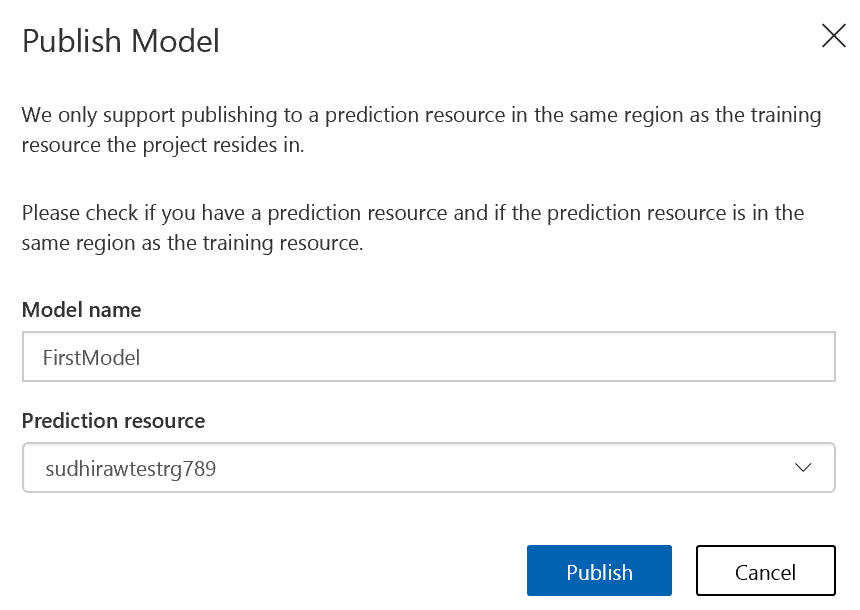 Publish Model
We only support publishing to a prediction resource in the same region as the training
resource the project resides in.
Please check if you have a prediction resource and if the prediction resource is in the
same region as the training resource.
Model name
FirstModel
Prediction resource
sudhirawtestrg789
Publish
Cancel